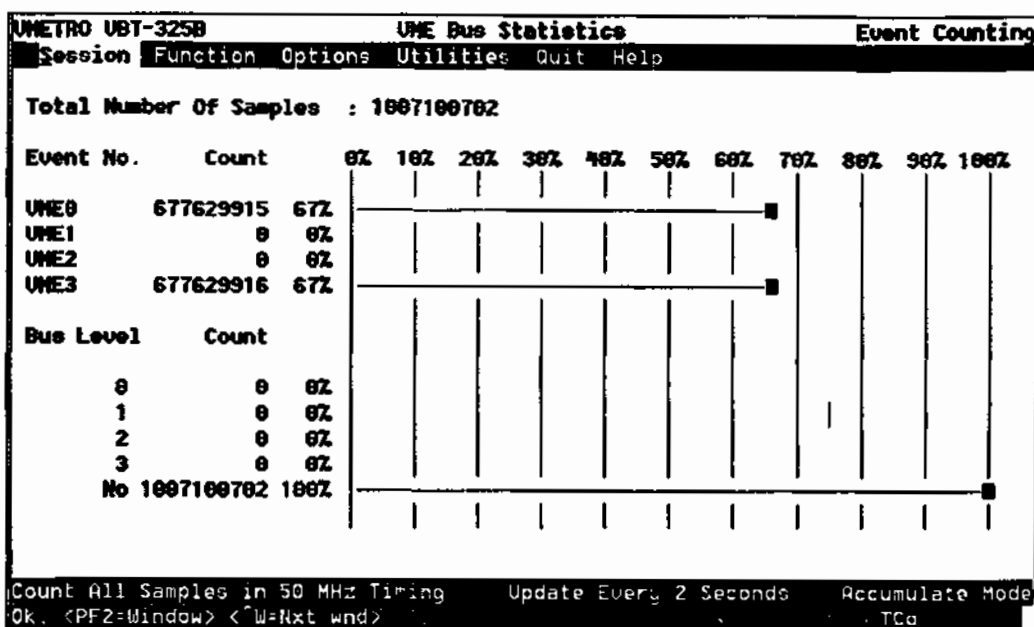 VMETRO VBT-325B VME Bus Statistics Event Counting
Session Function Options Utilities Quit Help
Total Number Of Samples : 1007100702
Event No. Count 0% 10% 20% 30% 40% 50% 60% 70% 80% 90% 100%
VME0 677629915 67%
VME1 0 0%
VME2 0 0%
VME3 677629916 67%
Bus Level Count
0 0 0%
1 0 0%
2 0 0%
3 0 0%
No 1007100702 100%
Count All Samples in 50 MHz Timing Update Every 2 Seconds Accumulate Mode
Ok. <PF2=Window> <^W=Nxt wnd> TCa